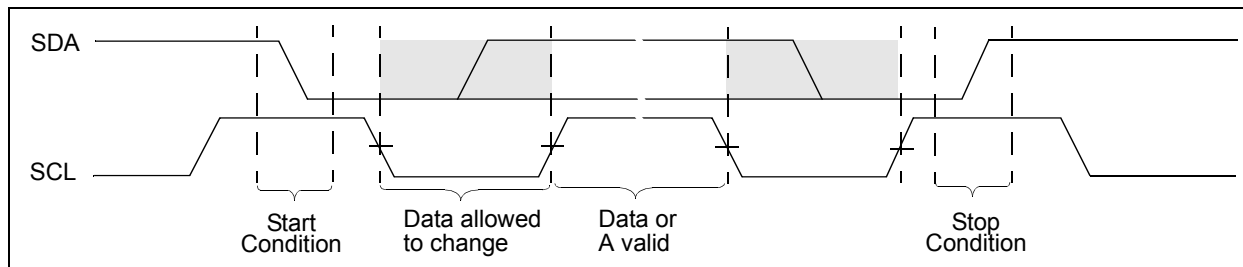 SDA
SCL
Start
Condition
Data allowed
to change
Data or
A valid
Stop
Condition